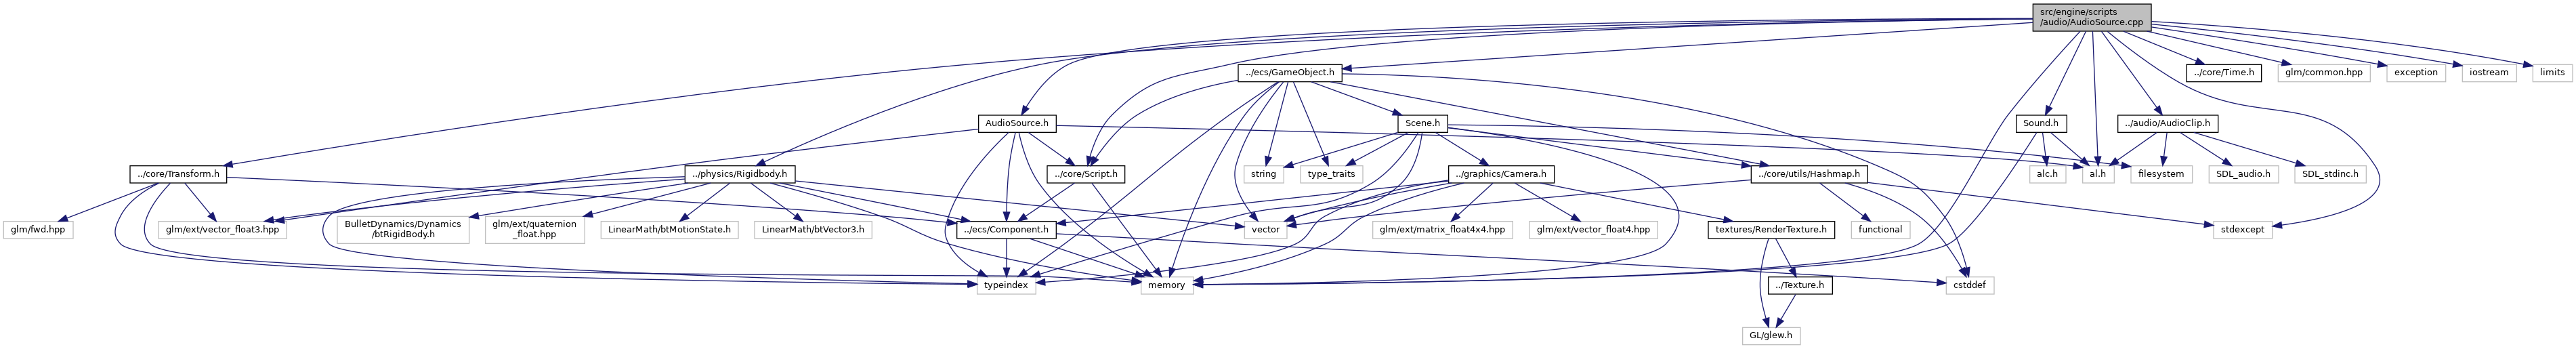 src/engine/scripts
/audio/AudioSource.cpp
../ecs/GameObject.h
../core/Time.h
glm/common.hpp
exception
iostream
limits
AudioSource.h
Scene.h
Sound.h
../audio/AudioClip.h
../core/Transform.h
../physics/Rigidbody.h
../core/Script.h
string
type_traits
../graphics/Camera.h
../core/utils/Hashmap.h
alc.h
al.h
filesystem
SDL_audio.h
SDL_stdinc.h
glm/fwd.hpp
glm/ext/vector_float3.hpp
BulletDynamics/Dynamics
/btRigidBody.h
glm/ext/quaternion
_float.hpp
LinearMath/btMotionState.h
LinearMath/btVector3.h
../ecs/Component.h
vector
glm/ext/matrix_float4x4.hpp
glm/ext/vector_float4.hpp
textures/RenderTexture.h
functional
stdexcept
typeindex
memory
../Texture.h
cstddef
GL/glew.h